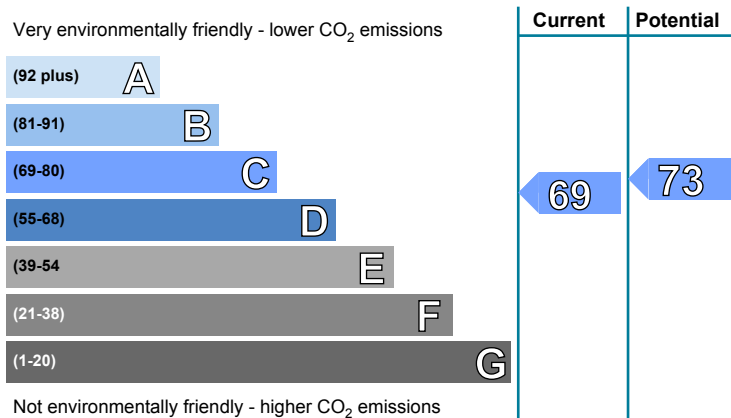 Very environmentally friendly - lower CO₂ emissions
Current
Potential
(92 plus) A
(81-91) B
(69-80) C
(55-68) D
(39-54 E
(21-38) F
(1-20) G
69
73
Not environmentally friendly - higher CO₂ emissions